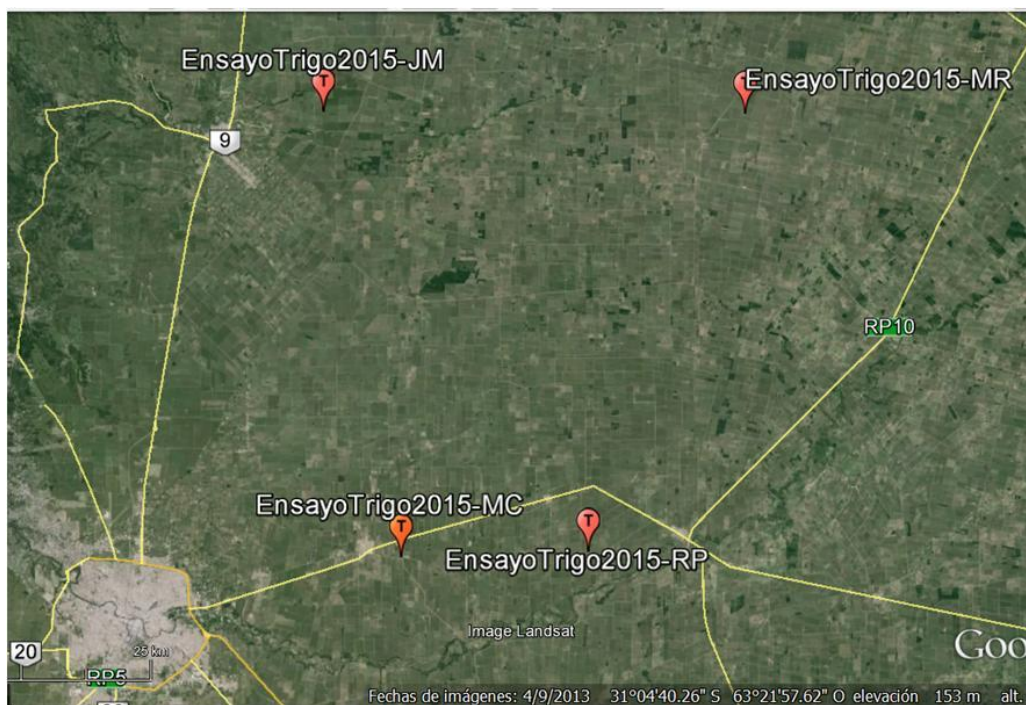 EnsayoTrigo2015-JM
T
EnsayoTrigo2015-MR
9
RP10
EnsayoTrigo2015-MC
T
T
EnsayoTrigo2015-RP
Image Landsat
Goo
20
25 km
RP5
Fechas de imágenes: 4/9/2013 31°04'40.26" S 63°21'57.62" O elevación 153 m alt.